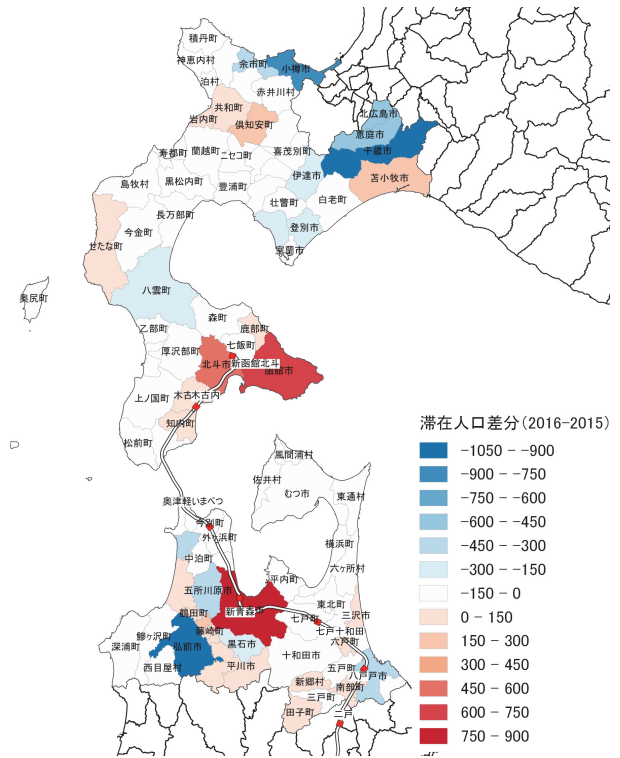 積丹町
神恵内村
余市町
小樽市
泊村
赤井川村
共和町
岩内町
倶知安町
北広島市
恵庭市
千歳市
寿都町
蘭越町
ニセコ町
喜茂別町
伊達市
苫小牧市
島牧村
黒松内町
豊浦町
壮瞥町
白老町
長万部町
せたな町
今金町
登別市
室蘭市
八雲町
奥尻町
森町
乙部町
鹿部町
七飯町
厚沢部町
北斗市
新函館北斗
函館市
上ノ国町
木古木古内
知内町
松前町
滞在人口差分(2016-2015)
-1050 - -900
-900 - -750
-750 - -600
-600 - -450
-450 - -300
-300 - -150
-150 - 0
0 - 150
150 - 300
300 - 450
450 - 600
600 - 750
750 - 900
風間浦村
佐井村
むつ市
東通村
奥津軽いまべつ
今別町
外ヶ浜町
横浜町
中泊町
六ヶ所村
平内町
五所川原市
新青森市
東北町
鶴田町
七戸町
三沢市
藤崎町
七戸十和田
鰺ヶ沢町
六戸町
深浦町
弘前市
黒石市
十和田市
五戸町
西目屋村
平川市
八戸戸市
新郷村
南部町
三戸町
田子町
二戸